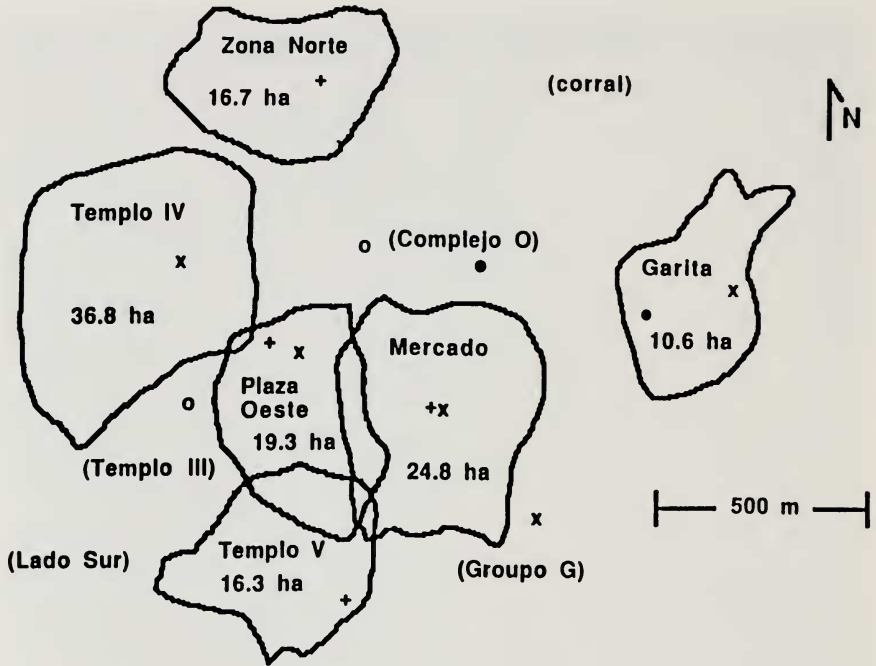 Zona Norte
16.7 ha
+
(corral)
N
Templo IV
x
36.8 ha
o (Complejo O)
•
Garita
x
•
10.6 ha
+ x
Plaza
Oeste
19.3 ha
Mercado
+x
24.8 ha
o
(Templo III)
500 m
x
(Groupo G)
(Lado Sur)
Templo V
16.3 ha
+